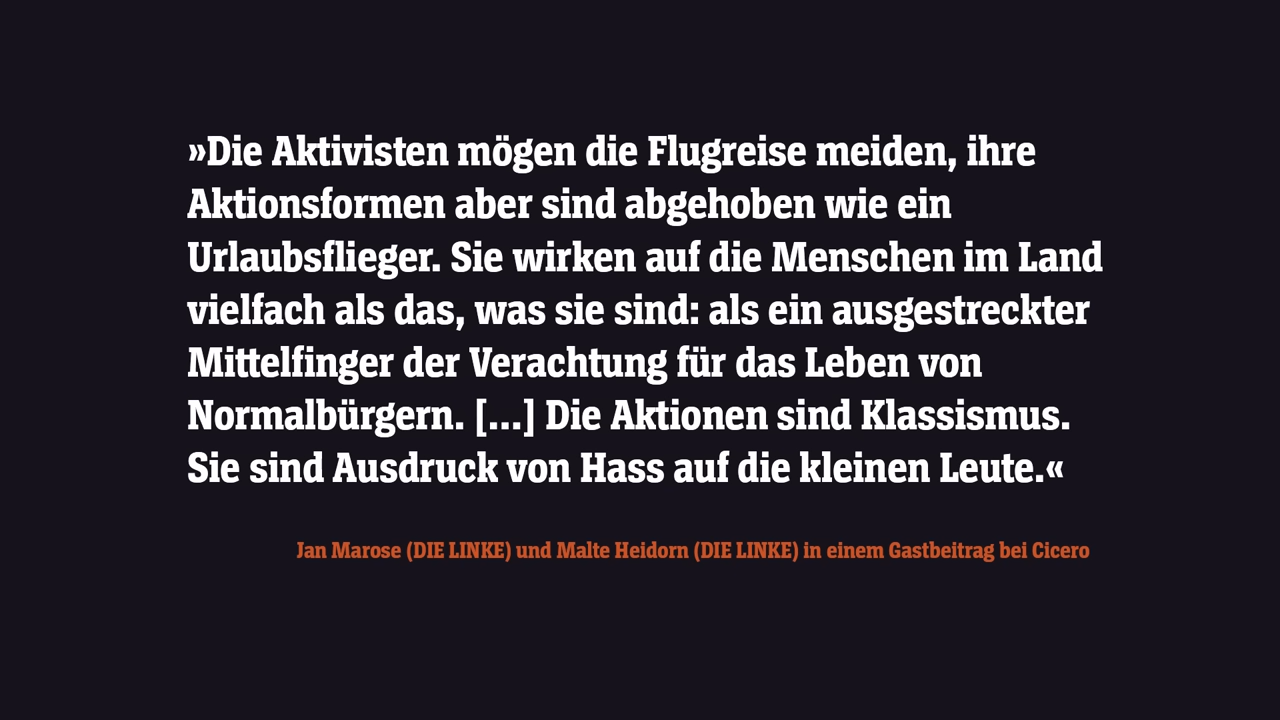 »Die Aktivisten mögen die Flugreise meiden, ihre
Aktionsformen aber sind abgehoben wie ein
Urlaubsflieger. Sie wirken auf die Menschen im Land
vielfach als das, was sie sind: als ein ausgestreckter
Mittelfinger der Verachtung für das Leben von
Normalbürgern. [...] Die Aktionen sind Klassismus.
Sie sind Ausdruck von Hass auf die kleinen Leute.«
Jan Marose (DIE LINKE) und Malte Heidorn (DIE LINKE) in einem Gastbeitrag bei Cicero